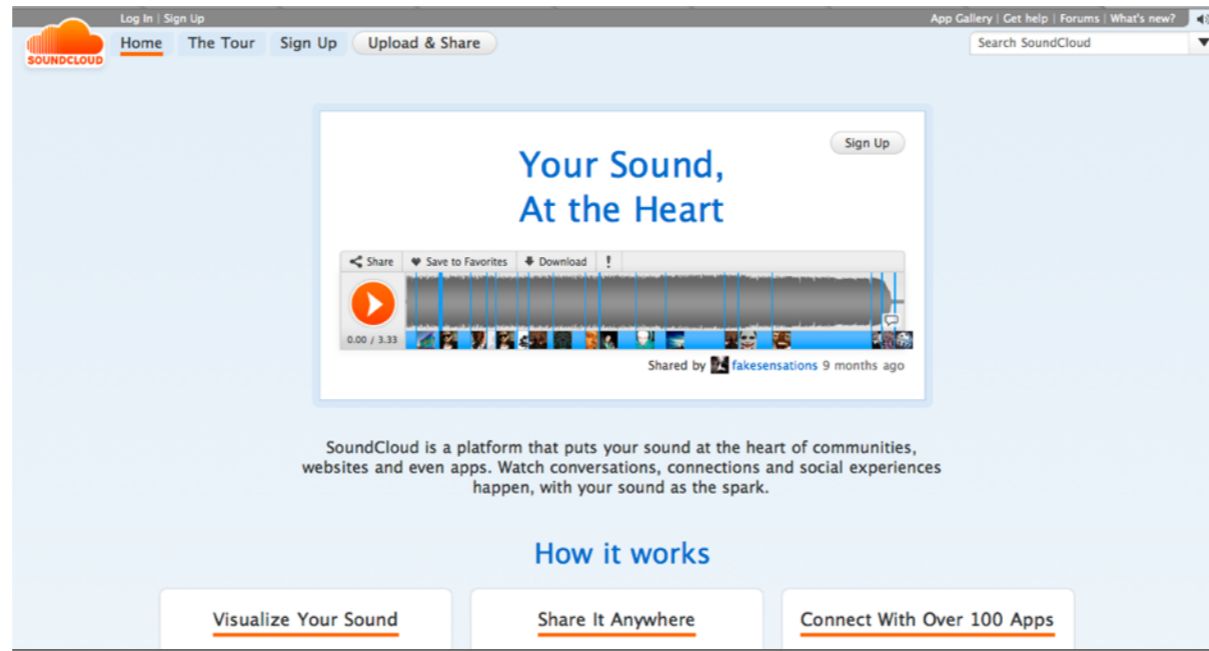 Log In | Sign Up
App Gallery | Get help | Forums | What's new?
SOUNDCLOUD
Home
The Tour
Sign Up
Upload & Share
Search SoundCloud
Sign Up
Your Sound,
At the Heart
Share
Save to Favorites
Download
!
0.00 / 3.33
Shared by fakesensations 9 months ago
SoundCloud is a platform that puts your sound at the heart of communities,
websites and even apps. Watch conversations, connections and social experiences
happen, with your sound as the spark.
How it works
Visualize Your Sound
Share It Anywhere
Connect With Over 100 Apps